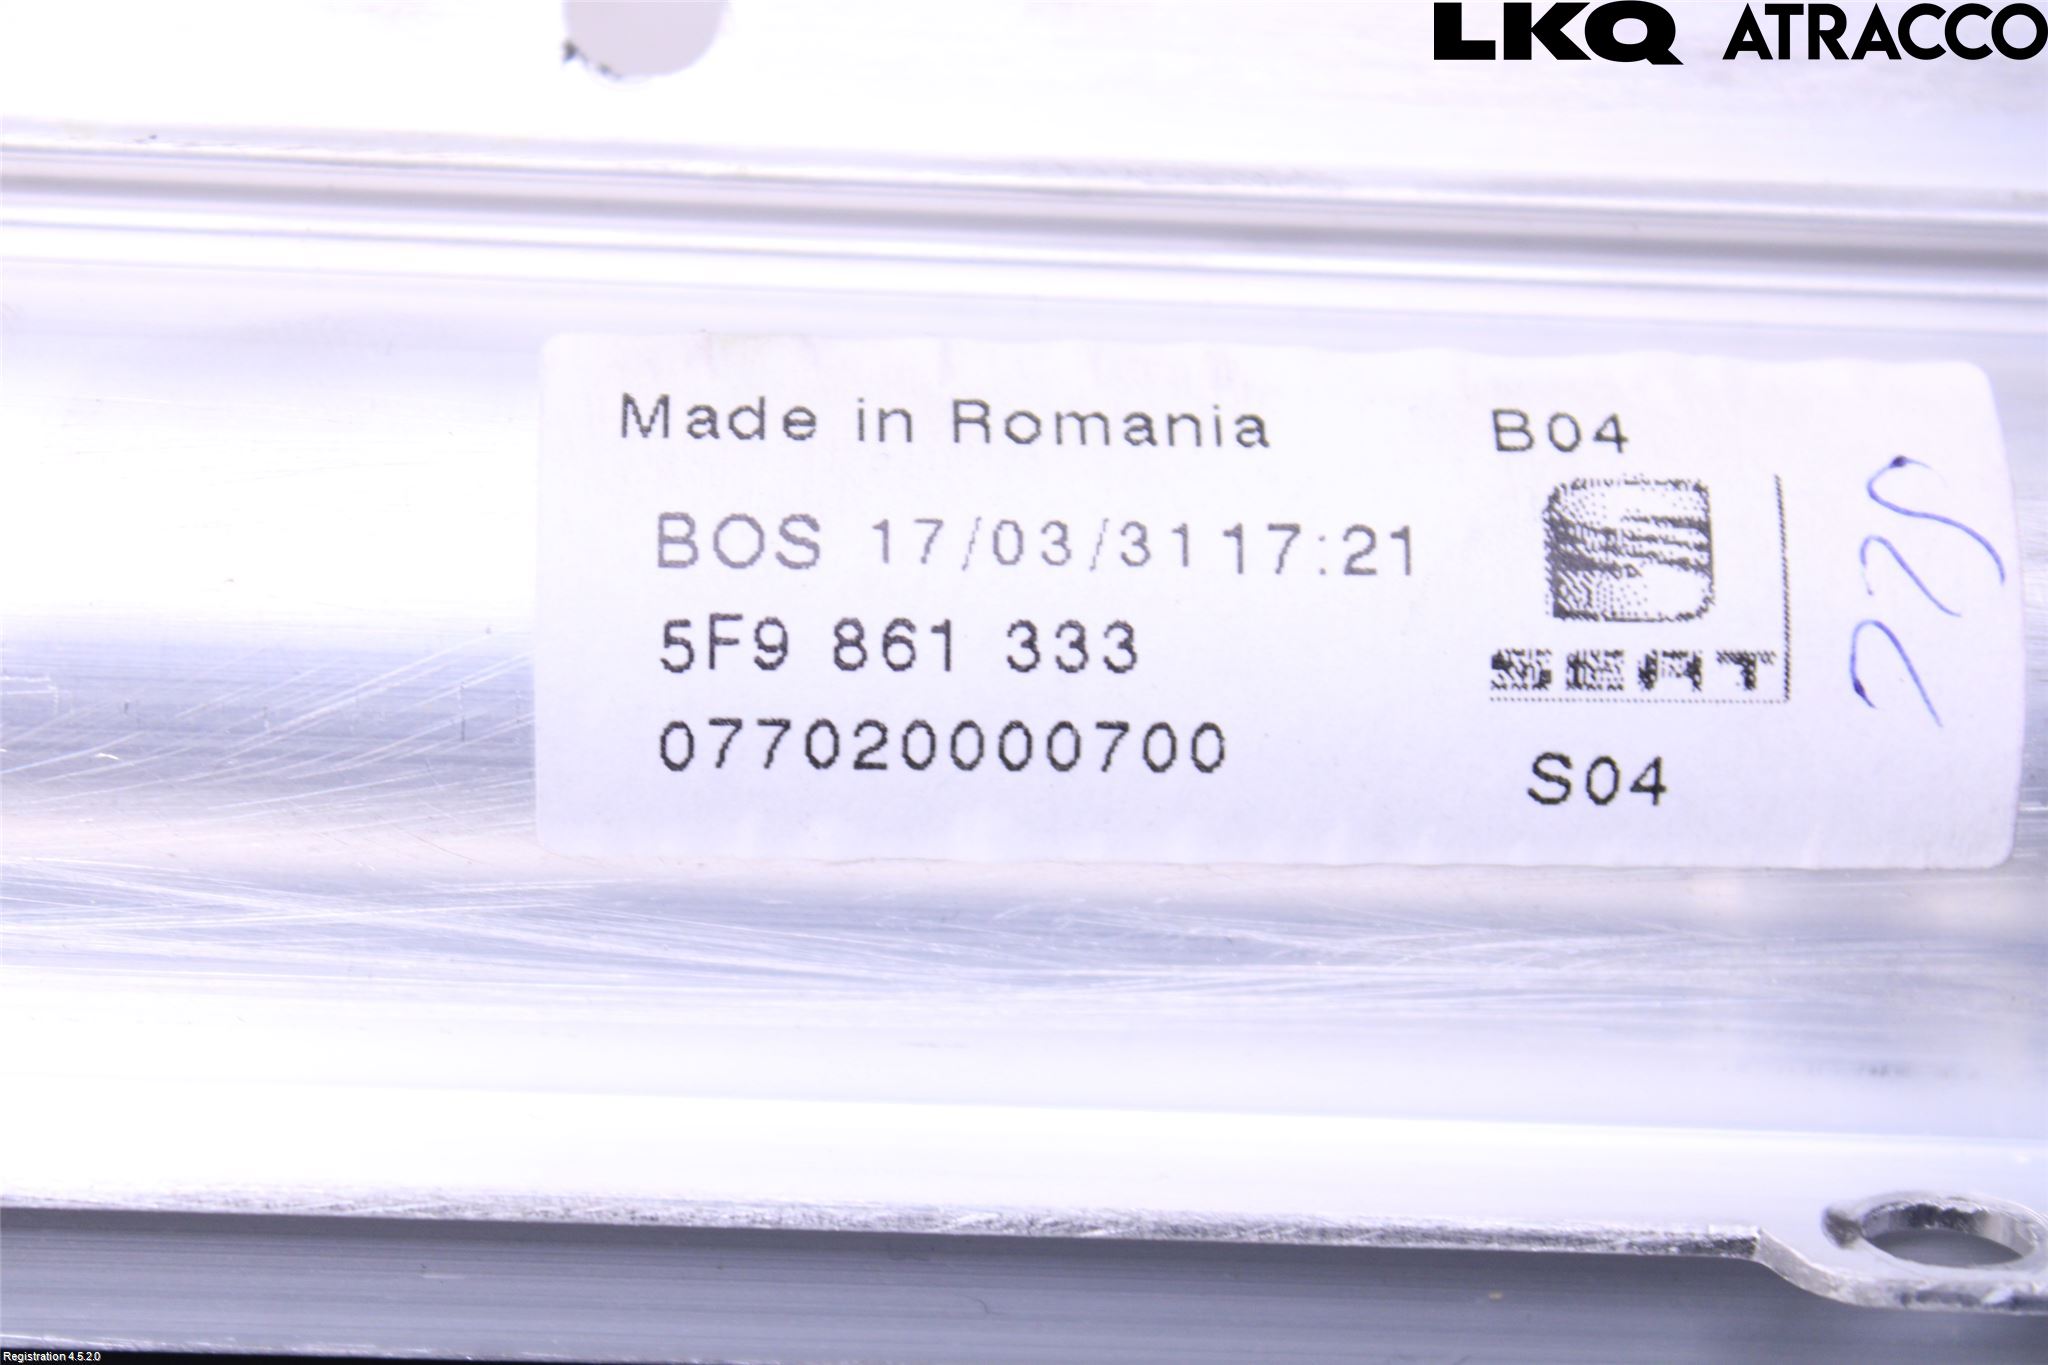 LKQ ATRACCO
Made in Romania
B04
BOS 17/03/31 17:21
5F9 861 333
077020000700
SEAT
S04
Registration 4.5.2.0